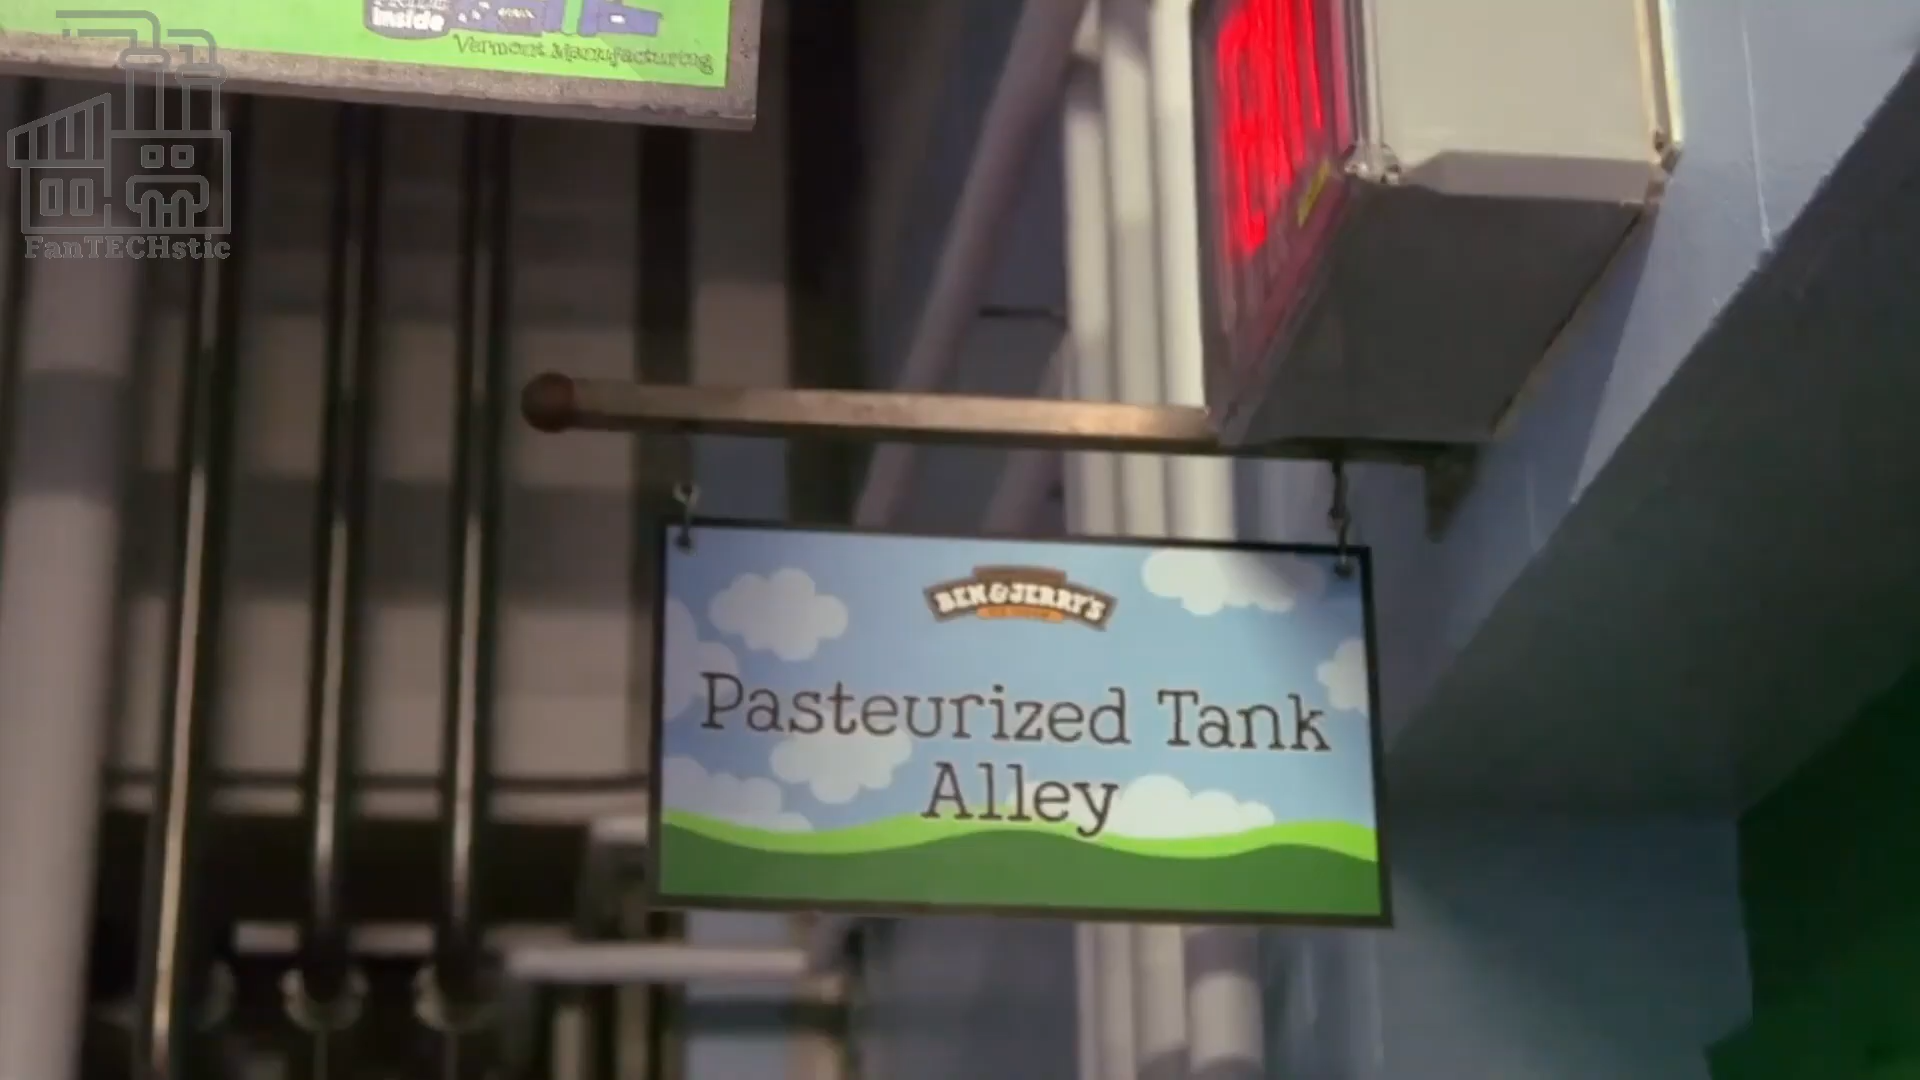 Inside
Vermont Manufacturing
FanTECHstic
BEN & JERRY'S
Pasteurized Tank
Alley